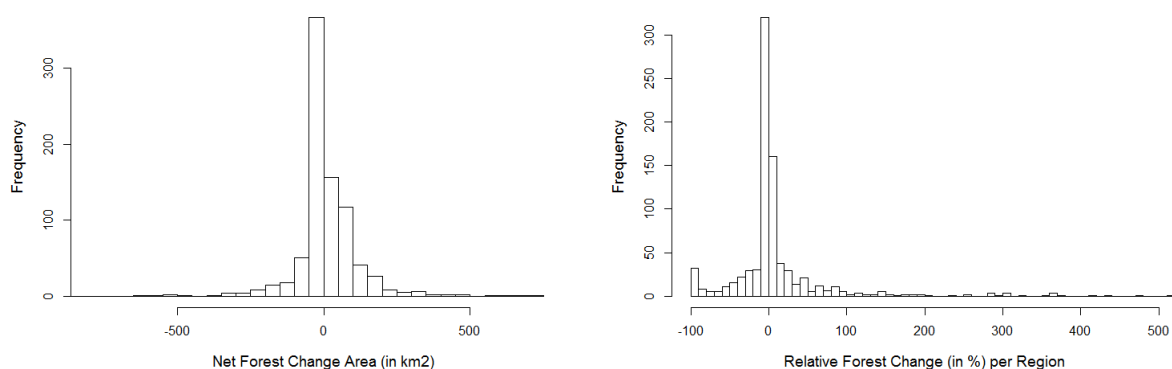 Frequency
0 100 200 300
-500 0 500
Net Forest Change Area (in km2)
Frequency
0 50 100 150 200 250 300
-100 0 100 200 300 400 500
Relative Forest Change (in %) per Region